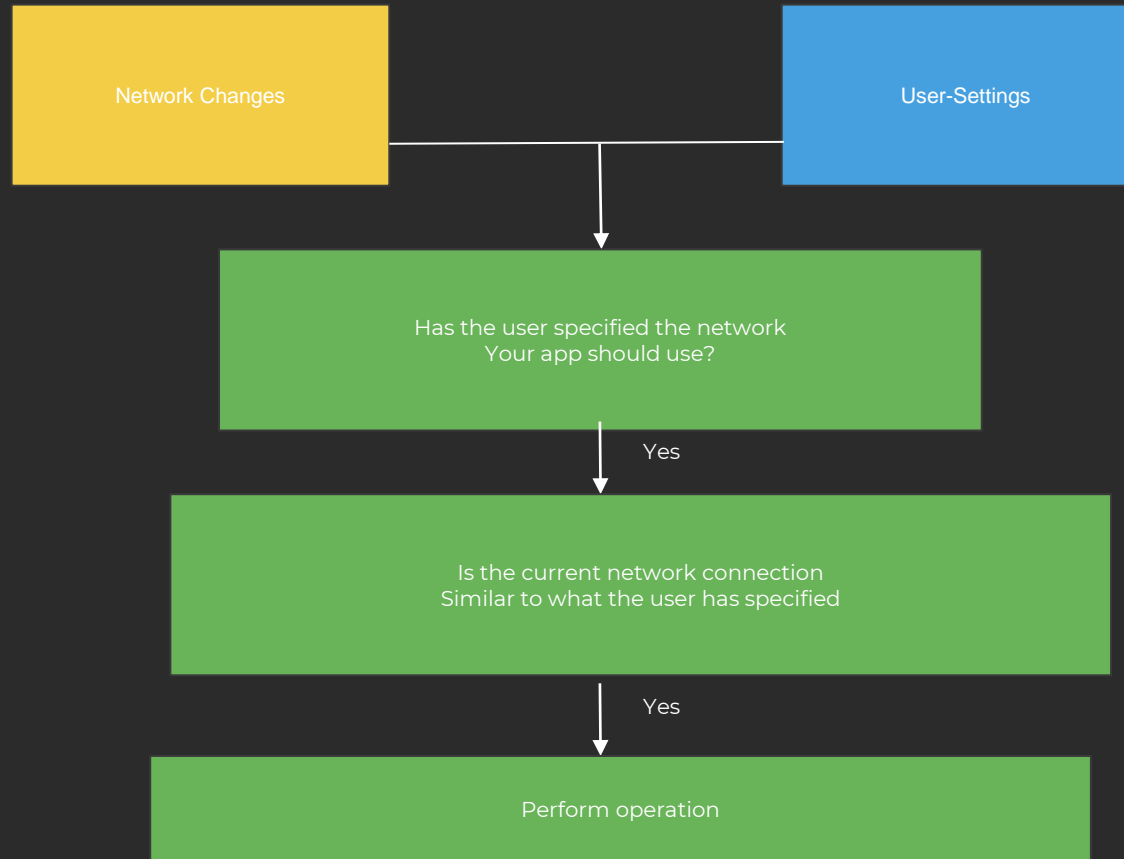 Network Changes
User-Settings
Has the user specified the network
Your app should use?
Yes
Is the current network connection
Similar to what the user has specified
Yes
Perform operation